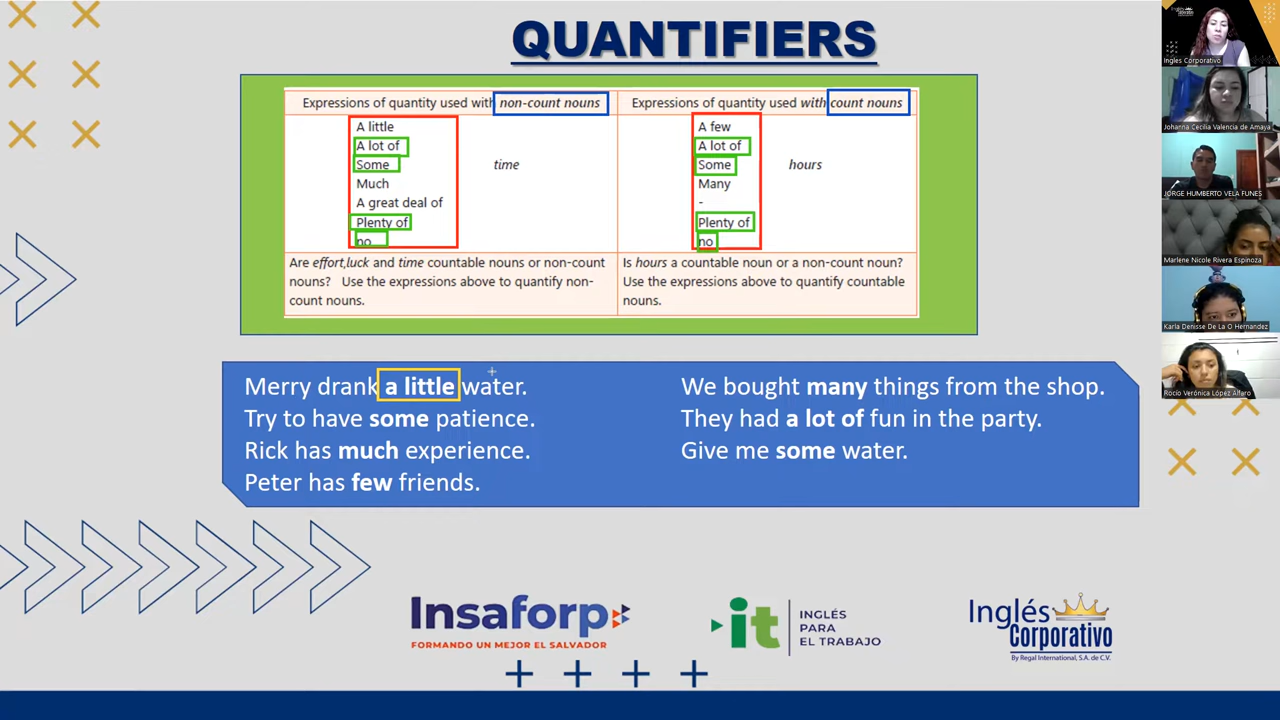 QUANTIFIERS
Expressions of quantity used with non-count nouns
A little
A lot of
Some
time
Much
A great deal of
Plenty of
no
Are effort,luck and time countable nouns or non-count
nouns? Use the expressions above to quantify non-
count nouns.
Expressions of quantity used with count nouns
A few
A lot of
Some
hours
Many
-
Plenty of
no
Is hours a countable noun or a non-count noun?
Use the expressions above to quantify countable
nouns.
Merry drank a little water.
Try to have some patience.
Rick has much experience.
Peter has few friends.
We bought many things from the shop.
They had a lot of fun in the party.
Give me some water.
Insaforp
FORMANDO UN MEJOR EL SALVADOR
it
INGLÉS
PARA
EL TRABAJO
Inglés
Corporativo
By Regal International, S.A. de C.V.
Inglés
Corporativo
Ingles Corporativo
Johanna Cecilia Valencia de Amaya
JORGE HUMBERTO VELA FUNES
Marlene Nicole Rivera Espinoza
Karla Denisse De La O Hernandez
Rocío Verónica López Alfaro